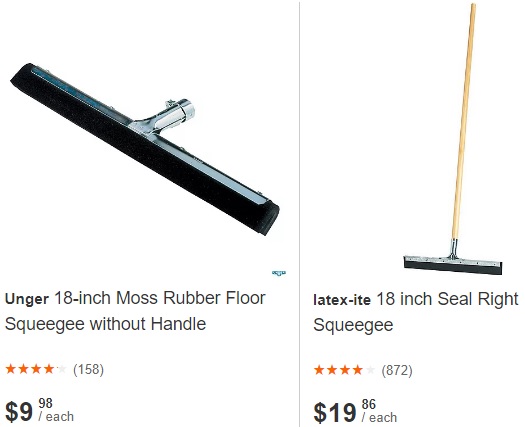 Unger 18-inch Moss Rubber Floor
Squeegee without Handle
(158)
$9 98 / each
latex-ite 18 inch Seal Right
Squeegee
(872)
$19 86 / each